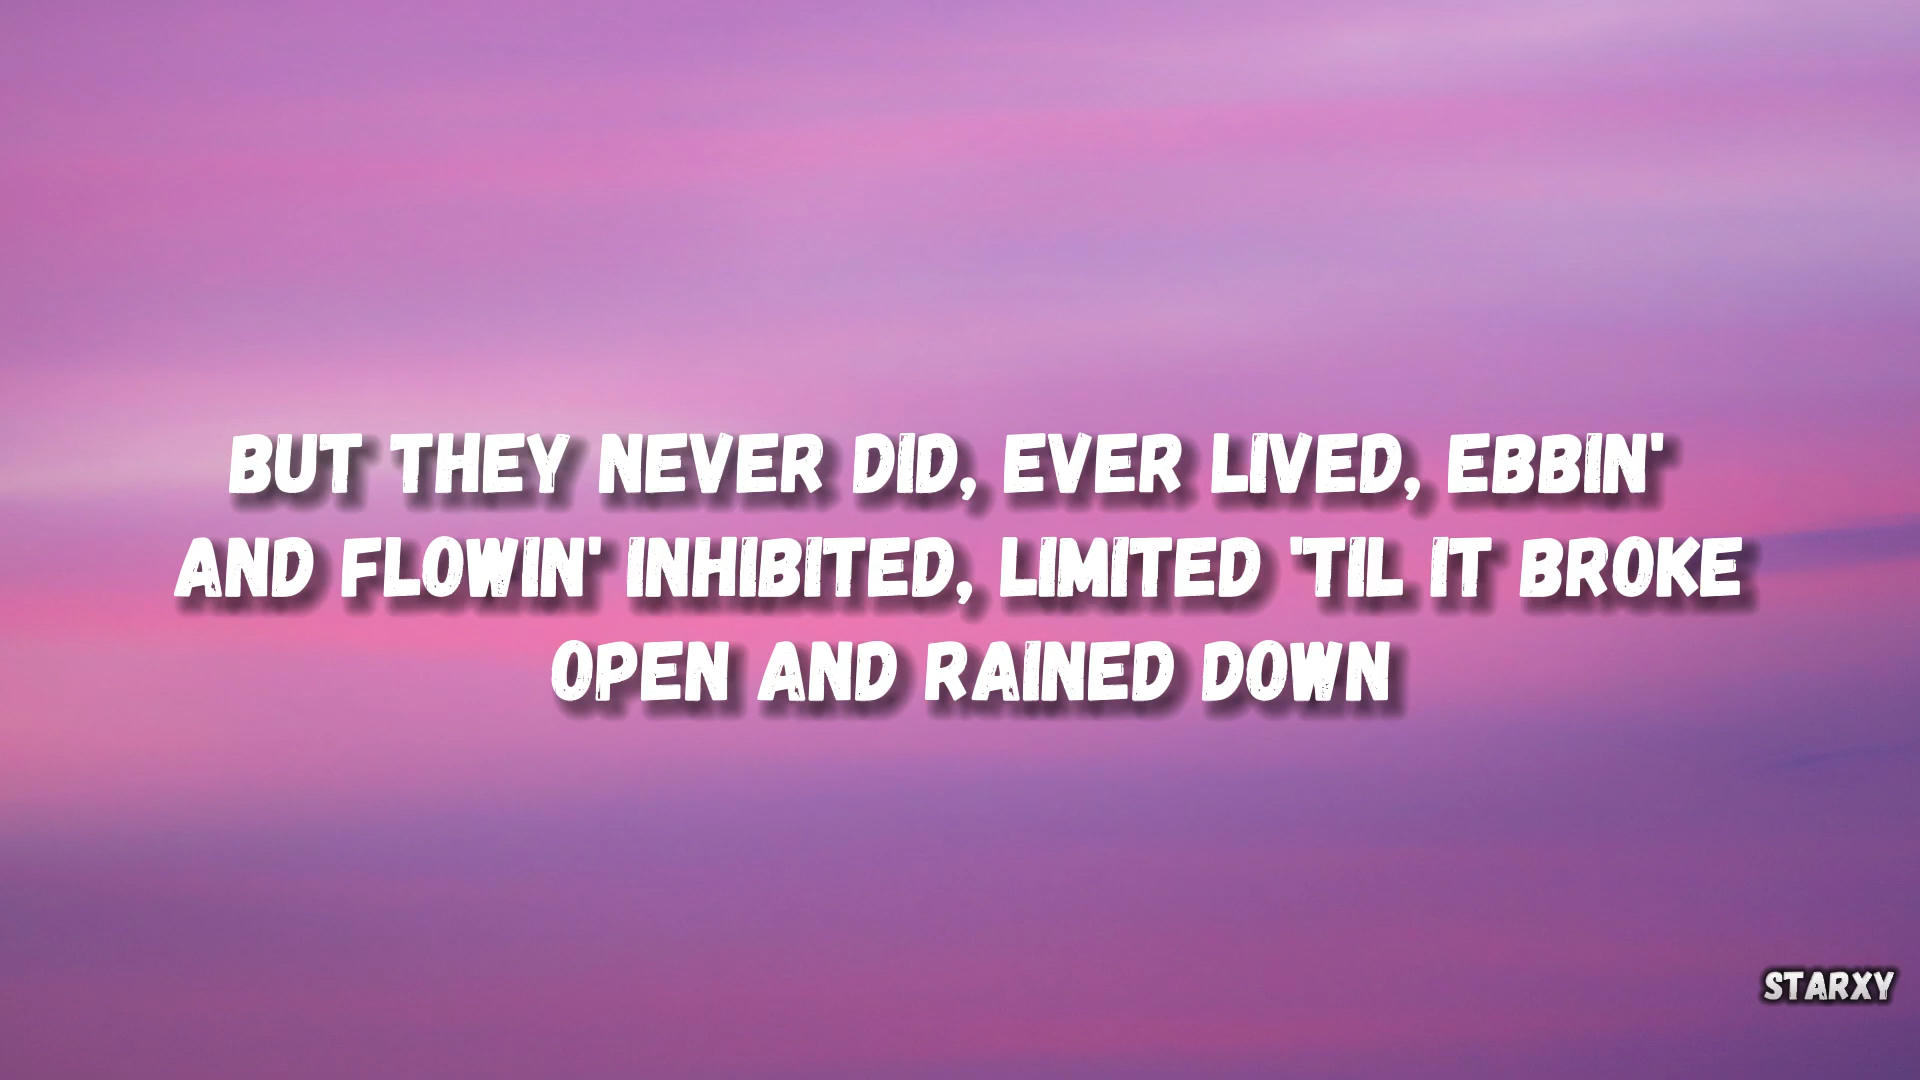 BUT THEY NEVER DID, EVER LIVED, EBBIN'
AND FLOWIN' INHIBITED, LIMITED 'TIL IT BROKE
OPEN AND RAINED DOWN
STARXY